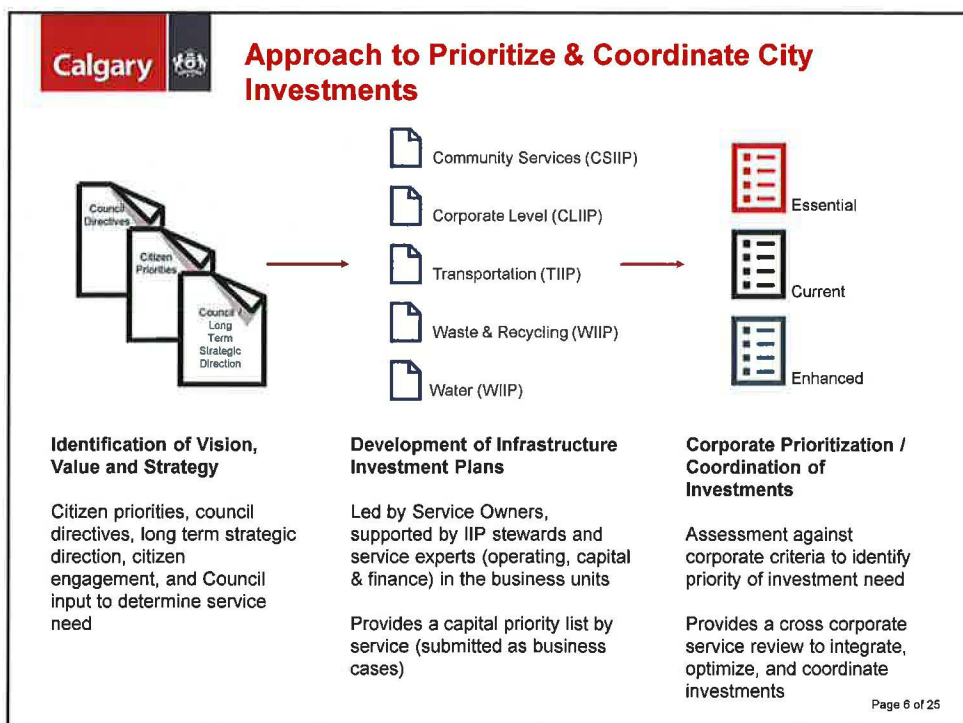 Calgary
Approach to Prioritize & Coordinate City
Investments
Council
Directives
Citizen
Priorities
Council /
Long
Term
Strategic
Direction
Community Services (CSIIP)
Corporate Level (CLIIP)
Transportation (TIIP)
Waste & Recycling (WIIP)
Water (WIIP)
Essential
Current
Enhanced
Identification of Vision,
Value and Strategy
Citizen priorities, council
directives, long term strategic
direction, citizen
engagement, and Council
input to determine service
need
Development of Infrastructure
Investment Plans
Led by Service Owners,
supported by IIP stewards and
service experts (operating, capital
& finance) in the business units
Provides a capital priority list by
service (submitted as business
cases)
Corporate Prioritization /
Coordination of
Investments
Assessment against
corporate criteria to identify
priority of investment need
Provides a cross corporate
service review to integrate,
optimize, and coordinate
investments
Page 6 of 25